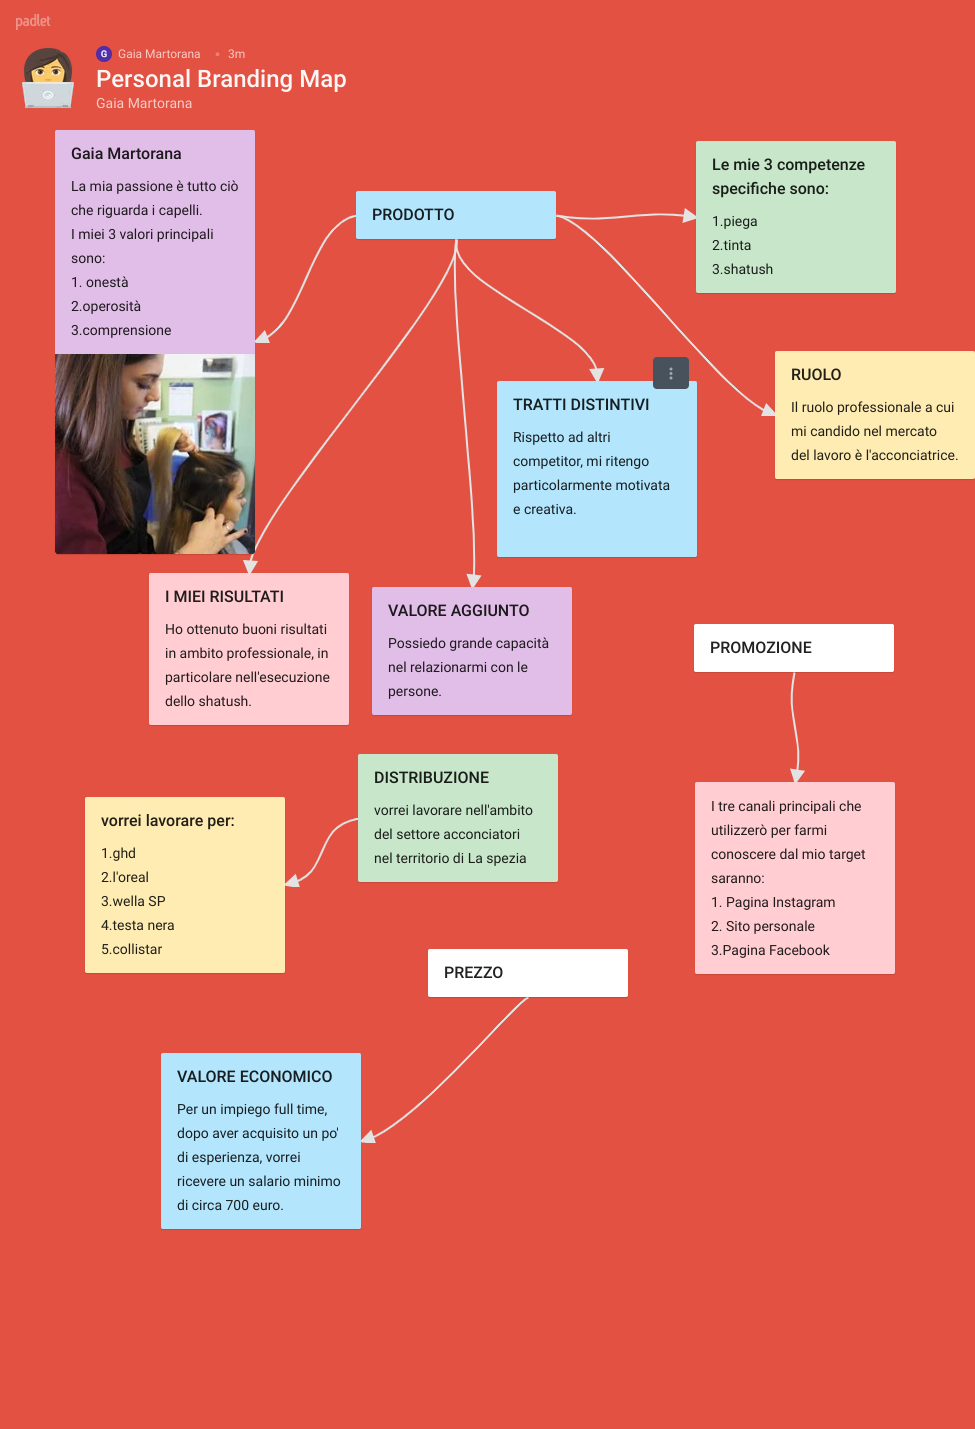 padlet
G Gaia Martorana • 3m
Personal Branding Map
Gaia Martorana
Gaia Martorana
La mia passione è tutto ciò
che riguarda i capelli.
I miei 3 valori principali
sono:
1. onestà
2.operosità
3.comprensione
PRODOTTO
Le mie 3 competenze
specifiche sono:
1.piega
2.tinta
3.shatush
RUOLO
Il ruolo professionale a cui
mi candido nel mercato
del lavoro è l'acconciatrice.
TRATTI DISTINTIVI
Rispetto ad altri
competitor, mi ritengo
particolarmente motivata
e creativa.
I MIEI RISULTATI
Ho ottenuto buoni risultati
in ambito professionale, in
particolare nell'esecuzione
dello shatush.
VALORE AGGIUNTO
Possiedo grande capacità
nel relazionarmi con le
persone.
PROMOZIONE
I tre canali principali che
utilizzerò per farmi
conoscere dal mio target
saranno:
1. Pagina Instagram
2. Sito personale
3.Pagina Facebook
DISTRIBUZIONE
vorrei lavorare nell'ambito
del settore acconciatori
nel territorio di La spezia
vorrei lavorare per:
1.ghd
2.l'oreal
3.wella SP
4.testa nera
5.collistar
PREZZO
VALORE ECONOMICO
Per un impiego full time,
dopo aver acquisito un po'
di esperienza, vorrei
ricevere un salario minimo
di circa 700 euro.